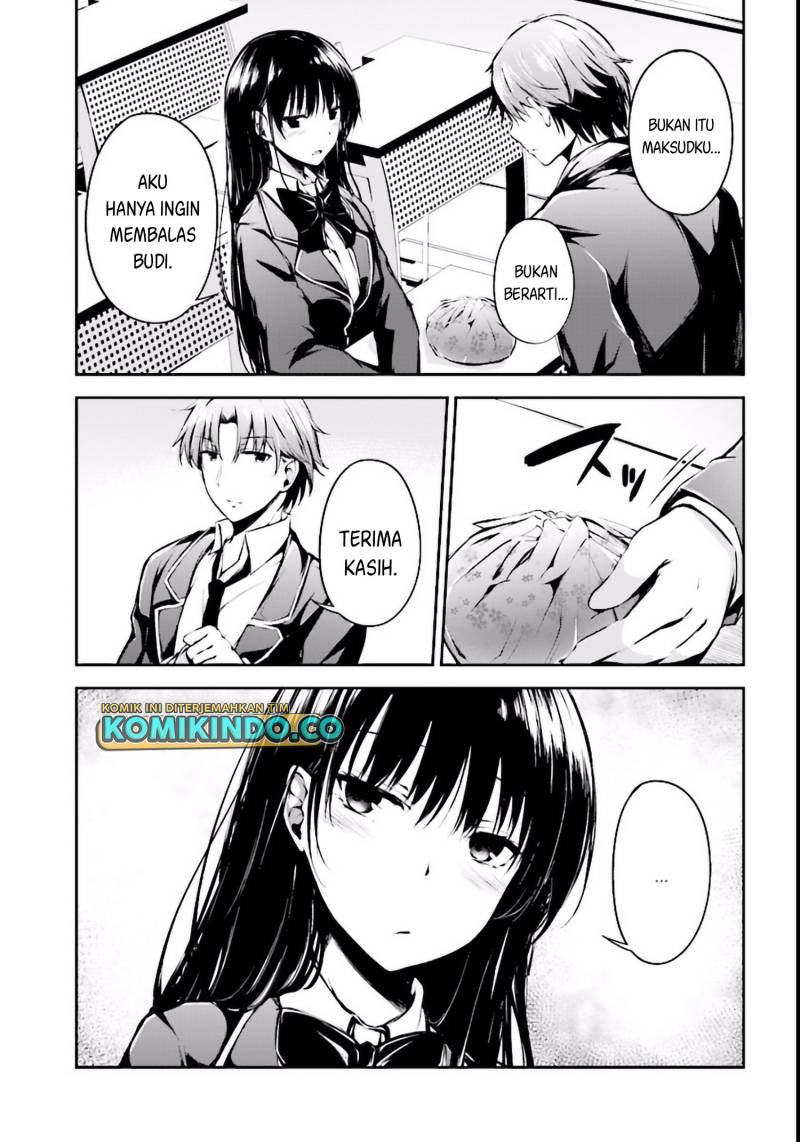 BUKAN ITU
MAKSUDKU...
BUKAN
BERARTI...
AKU
HANYA INGIN
MEMBALAS
BUDI.
スッ
TERIMA
KASIH.
KOMIK INI DITERJEMAHKAN TIM
KOMIKINDO.CO
...